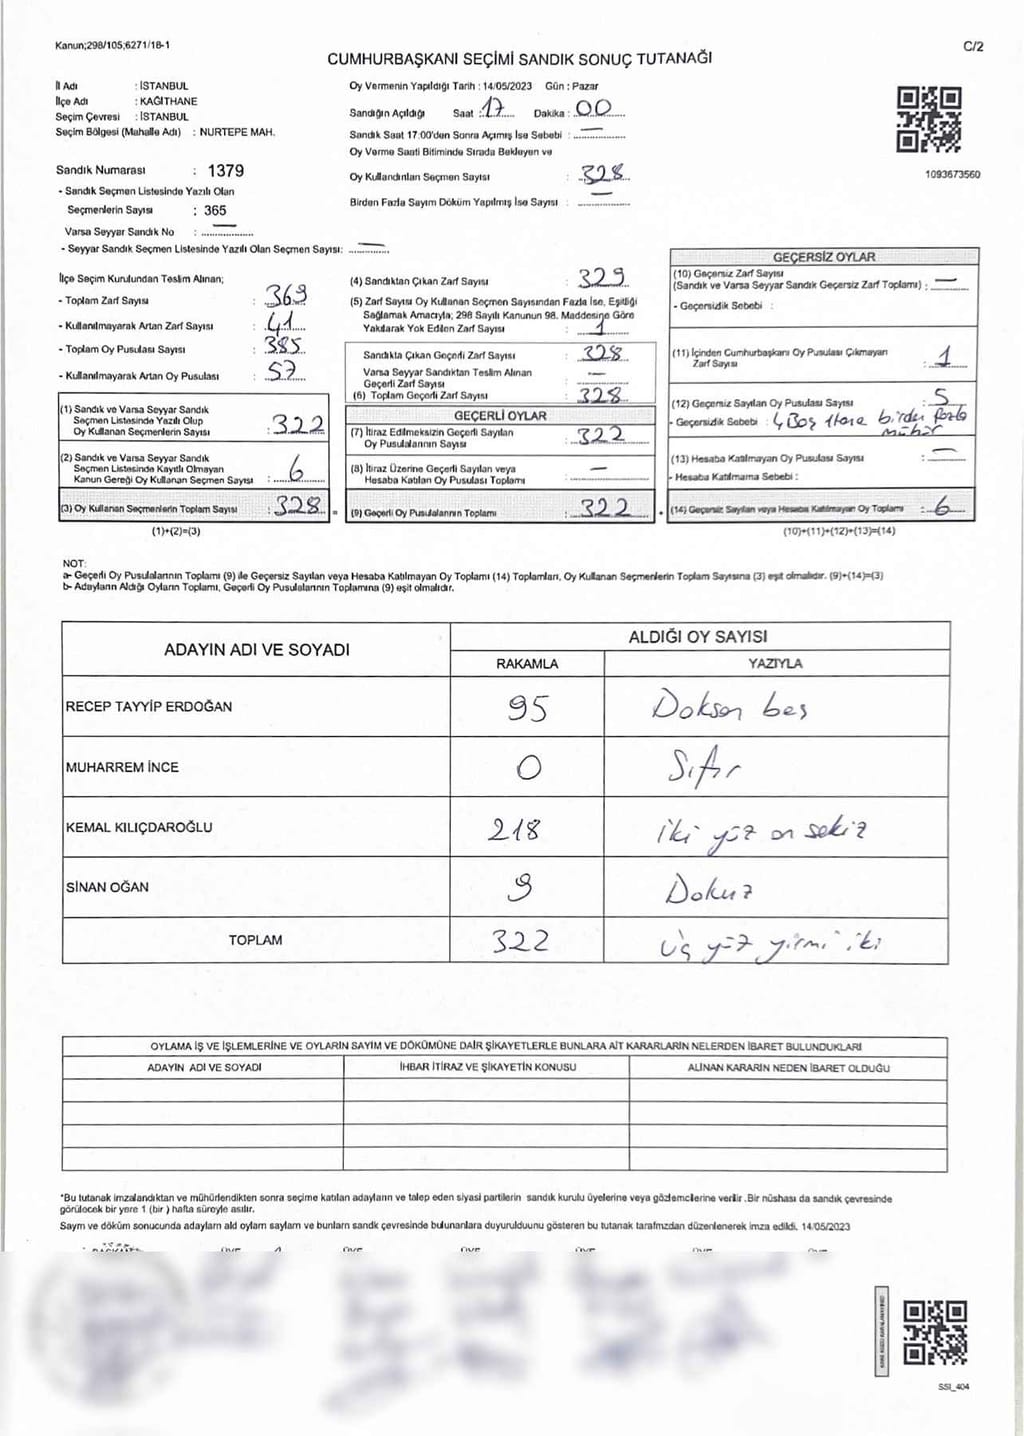 Kanun;298/105;6271/18-1
C/2
CUMHURBAŞKANI SEÇİMİ SANDIK SONUÇ TUTANAĞI
İl Adı : İSTANBUL
İlçe Adı : KAĞITHANE
Seçim Çevresi : İSTANBUL
Seçim Bölgesi (Mahalle Adı) : NURTEPE MAH.
Sandık Numarası : 1379
- Sandık Seçmen Listesinde Yazılı Olan
Seçmenlerin Sayısı : 365
Varsa Seyyar Sandık No : —
- Seyyar Sandık Seçmen Listesinde Yazılı Olan Seçmen Sayısı: —
Oy Vermenin Yapıldığı Tarih : 14/05/2023 Gün : Pazar
Sandığın Açıldığı Saat : 17 Dakika : 00
Sandık Saat 17:00'den Sonra Açımış İse Sebebi : —
Oy Verme Saati Bitiminde Sırada Bekleyen ve
Oy Kullandırılan Seçmen Sayısı : 328
Birden Fazla Sayım Döküm Yapılmış İse Sayısı : —
1093673560
İlçe Seçim Kurulundan Teslim Alınan;
- Toplam Zarf Sayısı : 369
- Kullanılmayarak Artan Zarf Sayısı : 41
- Toplam Oy Pusulası Sayısı : 385
- Kullanılmayarak Artan Oy Pusulası : 57
(1) Sandık ve Varsa Seyyar Sandık
Seçmen Listesinde Yazılı Olup
Oy Kullanan Seçmenlerin Sayısı : 322
(2) Sandık ve Varsa Seyyar Sandık
Seçmen Listesinde Kayıtlı Olmayan
Kanun Gereği Oy Kullanan Seçmen Sayısı : 6
(3) Oy Kullanan Seçmenlerin Toplam Sayısı : 328
(1)+(2)=(3)
(4) Sandıktan Çıkan Zarf Sayısı : 329
(5) Zarf Sayısı Oy Kullanan Seçmen Sayısından Fazla İse, Eşitliği
Sağlamak Amacıyla; 298 Sayılı Kanunun 98. Maddesine Göre
Yakılarak Yok Edilen Zarf Sayısı : 1
Sandıkta Çıkan Geçerli Zarf Sayısı : 328
Varsa Seyyar Sandıktan Teslim Alınan
Geçerli Zarf Sayısı : —
(6) Toplam Geçerli Zarf Sayısı : 328
GEÇERLİ OYLAR
(7) İtiraz Edilmeksizin Geçerli Sayılan
Oy Pusulalarının Sayısı : 322
(8) İtiraz Üzerine Geçerli Sayılan veya
Hesaba Katılan Oy Pusulası Toplamı : —
= (9) Geçerli Oy Pusulalarının Toplamı : 322
GEÇERSİZ OYLAR
(10) Geçersiz Zarf Sayısı
(Sandık ve Varsa Seyyar Sandık Geçersiz Zarf Toplamı) : —
- Geçersizlik Sebebi :
(11) İçinden Cumhurbaşkanı Oy Pusulası Çıkmayan
Zarf Sayısı : 1
(12) Geçersiz Sayılan Oy Pusulası Sayısı : 5
- Geçersizlik Sebebi : 4 Boş 1 tane birden fazla
mühür
(13) Hesaba Katılmayan Oy Pusulası Sayısı : —
- Hesaba Katılmama Sebebi :
+ (14) Geçersiz Sayılan veya Hesaba Katılmayan Oy Toplamı : 6
(10)+(11)+(12)+(13)=(14)
NOT:
a- Geçerli Oy Pusulalarının Toplamı (9) ile Geçersiz Sayılan veya Hesaba Katılmayan Oy Toplamı (14) Toplamları, Oy Kullanan Seçmenlerin Toplam Sayısına (3) eşit olmalıdır. (9)+(14)=(3)
b- Adayların Aldığı Oyların Toplamı, Geçerli Oy Pusulalarının Toplamına (9) eşit olmalıdır.
ADAYIN ADI VE SOYADI
ALDIĞI OY SAYISI
RAKAMLA YAZIYLA
RECEP TAYYİP ERDOĞAN 95 Doksan beş
MUHARREM İNCE 0 Sıfır
KEMAL KILIÇDAROĞLU 218 iki yüz on sekiz
SİNAN OĞAN 9 Dokuz
TOPLAM 322 üç yüz yirmi iki
OYLAMA İŞ VE İŞLEMLERİNE VE OYLARIN SAYIM VE DÖKÜMÜNE DAİR ŞİKAYETLERLE BUNLARA AİT KARARLARIN NELERDEN İBARET BULUNDUKLARI
ADAYIN ADI VE SOYADI İHBAR İTİRAZ VE ŞİKAYETİN KONUSU ALINAN KARARIN NEDEN İBARET OLDUĞU
*Bu tutanak imzalandıktan ve mühürlendikten sonra seçime katılan adayların ve talep eden siyasi partilerin sandık kurulu üyelerine veya gözlemcilerine verilir .Bir nüshası da sandık çevresinde
görülecek bir yere 1 (bir ) hafta süreyle asılır.
Sayım ve döküm sonucunda adayların ald oyların sayların ve bunların sandk çevresinde bulunanlara duyurulduunu gösteren bu tutanak tarafmzdan düzenlenerek imza edildi. 14/05/2023
SSI_404